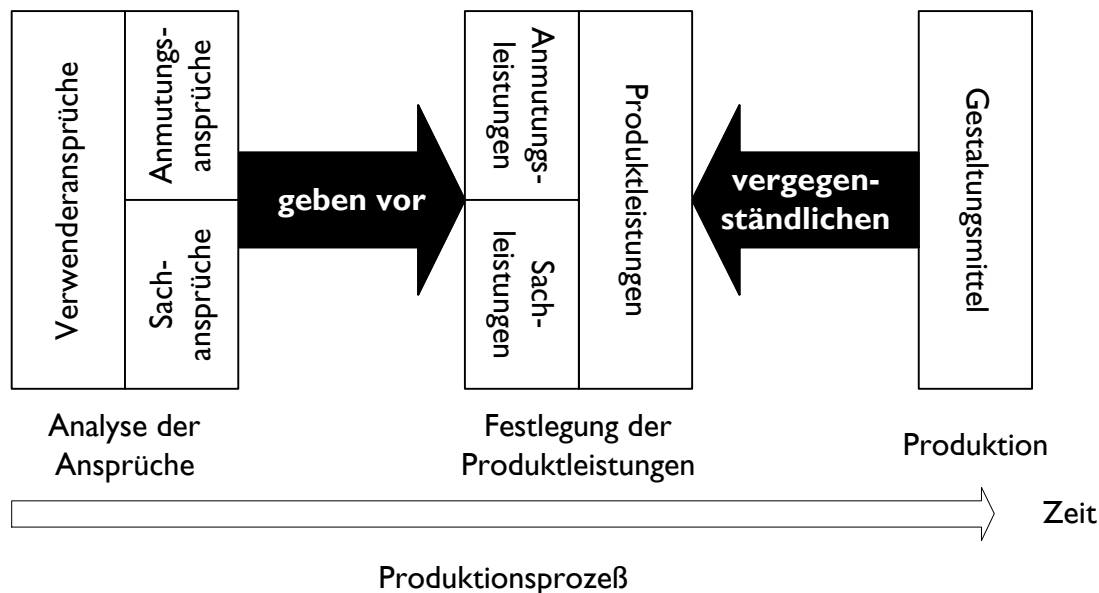 Verwenderansprüche
Anmutungs-
ansprüche
Sach-
ansprüche
geben vor
Anmutungs-
leistungen
Sach-
leistungen
Produktleistungen
vergegen-
ständlichen
Gestaltungsmittel
Analyse der
Ansprüche
Festlegung der
Produktleistungen
Produktion
Zeit
Produktionsprozeß